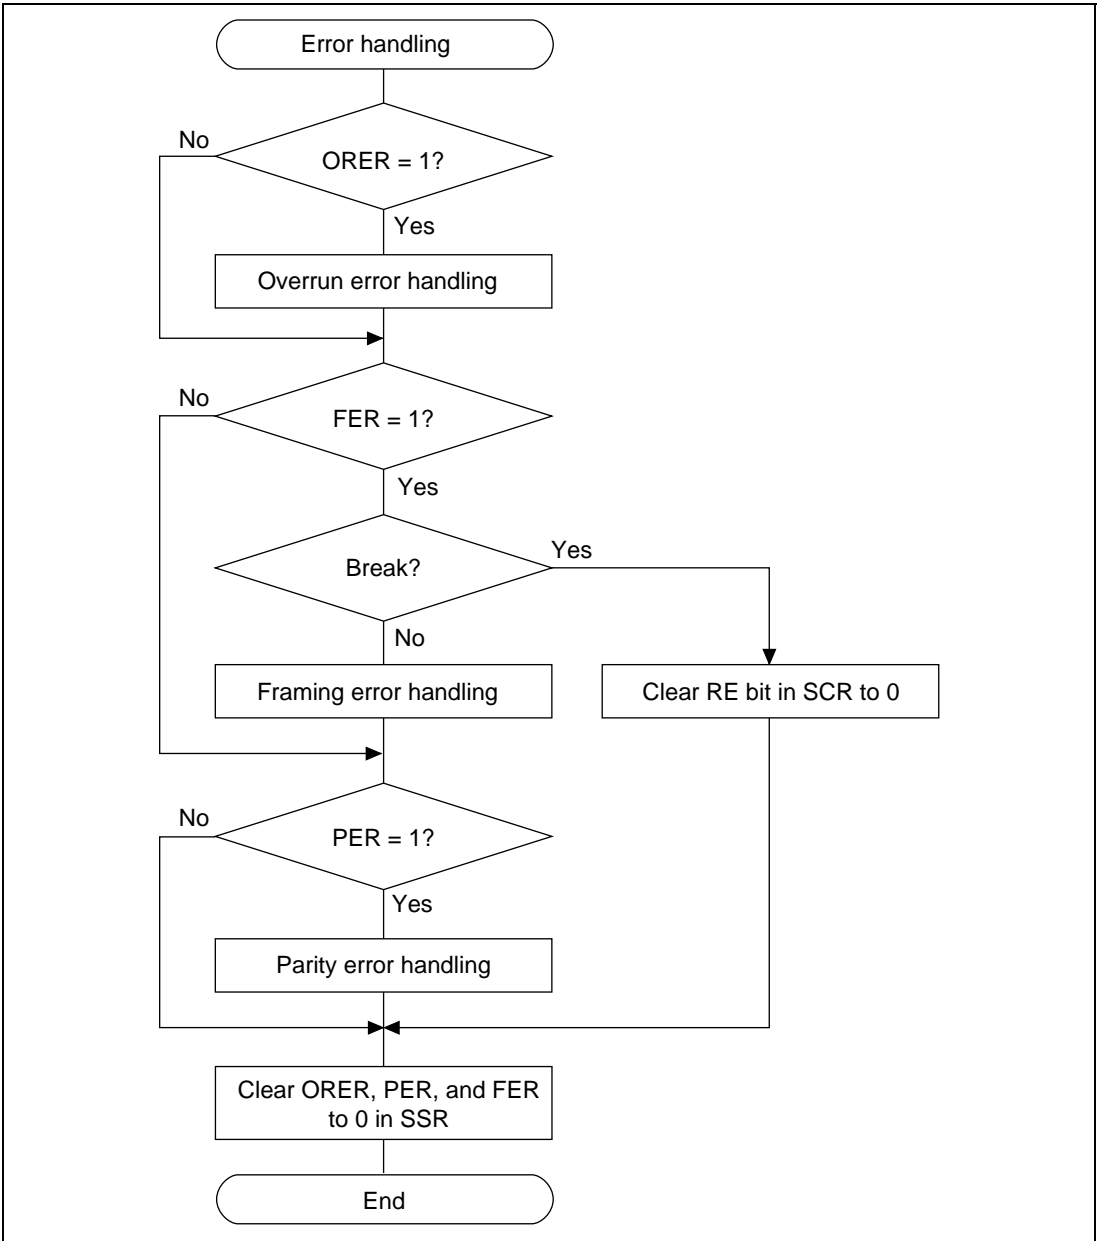 Error handling
No
ORER = 1?
Yes
Overrun error handling
No
FER = 1?
Yes
Break?
Yes
No
Framing error handling
Clear RE bit in SCR to 0
No
PER = 1?
Yes
Parity error handling
Clear ORER, PER, and FER
to 0 in SSR
End